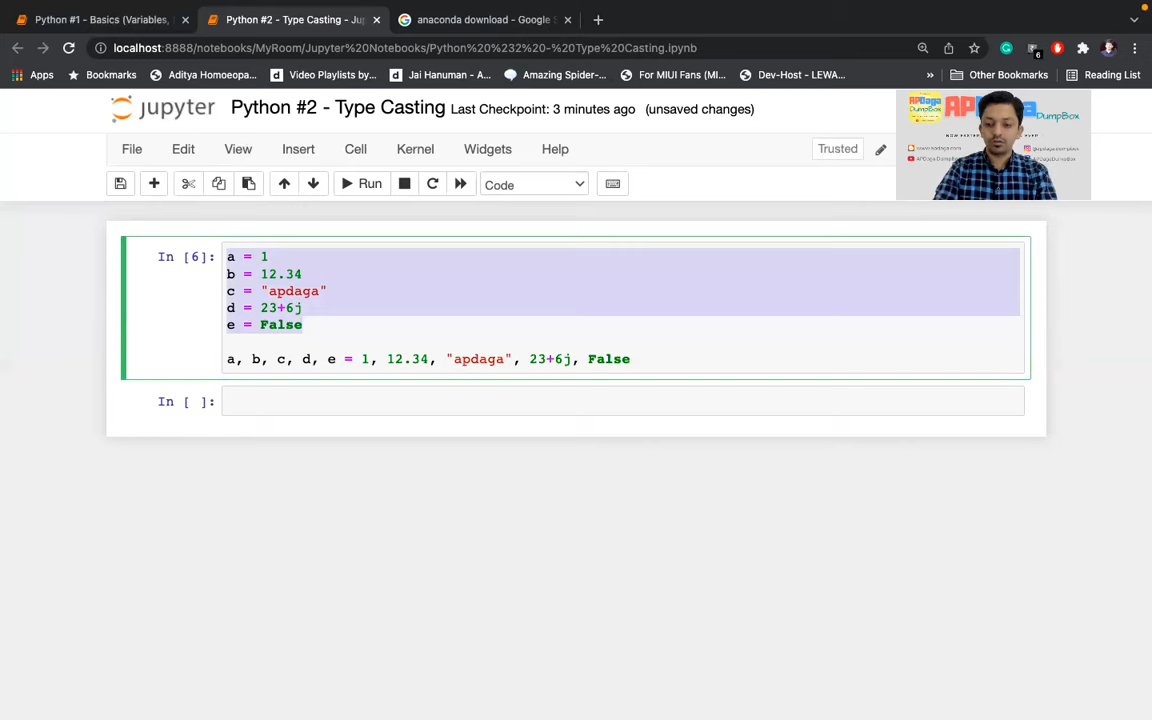 Python #1 - Basics (Variables,
Python #2 - Type Casting - Ju
anaconda download - Google S
localhost:8888/notebooks/MyRoom/Jupyter%20Notebooks/Python%20%232%20-%20Type%20Casting.ipynb
6
Apps
Bookmarks
Aditya Homoeopa...
Video Playlists by...
Jai Hanuman - A...
Amazing Spider-...
For MIUI Fans (MI...
Dev-Host - LEWA...
»
Other Bookmarks
Reading List
jupyter
Python #2 - Type Casting Last Checkpoint: 3 minutes ago (unsaved changes)
APDaga
DumpBox
DumpBox
File Edit View Insert Cell Kernel Widgets Help
Trusted
Run
Code
In [6]:
a = 1
b = 12.34
c = "apdaga"
d = 23+6j
e = False
a, b, c, d, e = 1, 12.34, "apdaga", 23+6j, False
In [ ]: